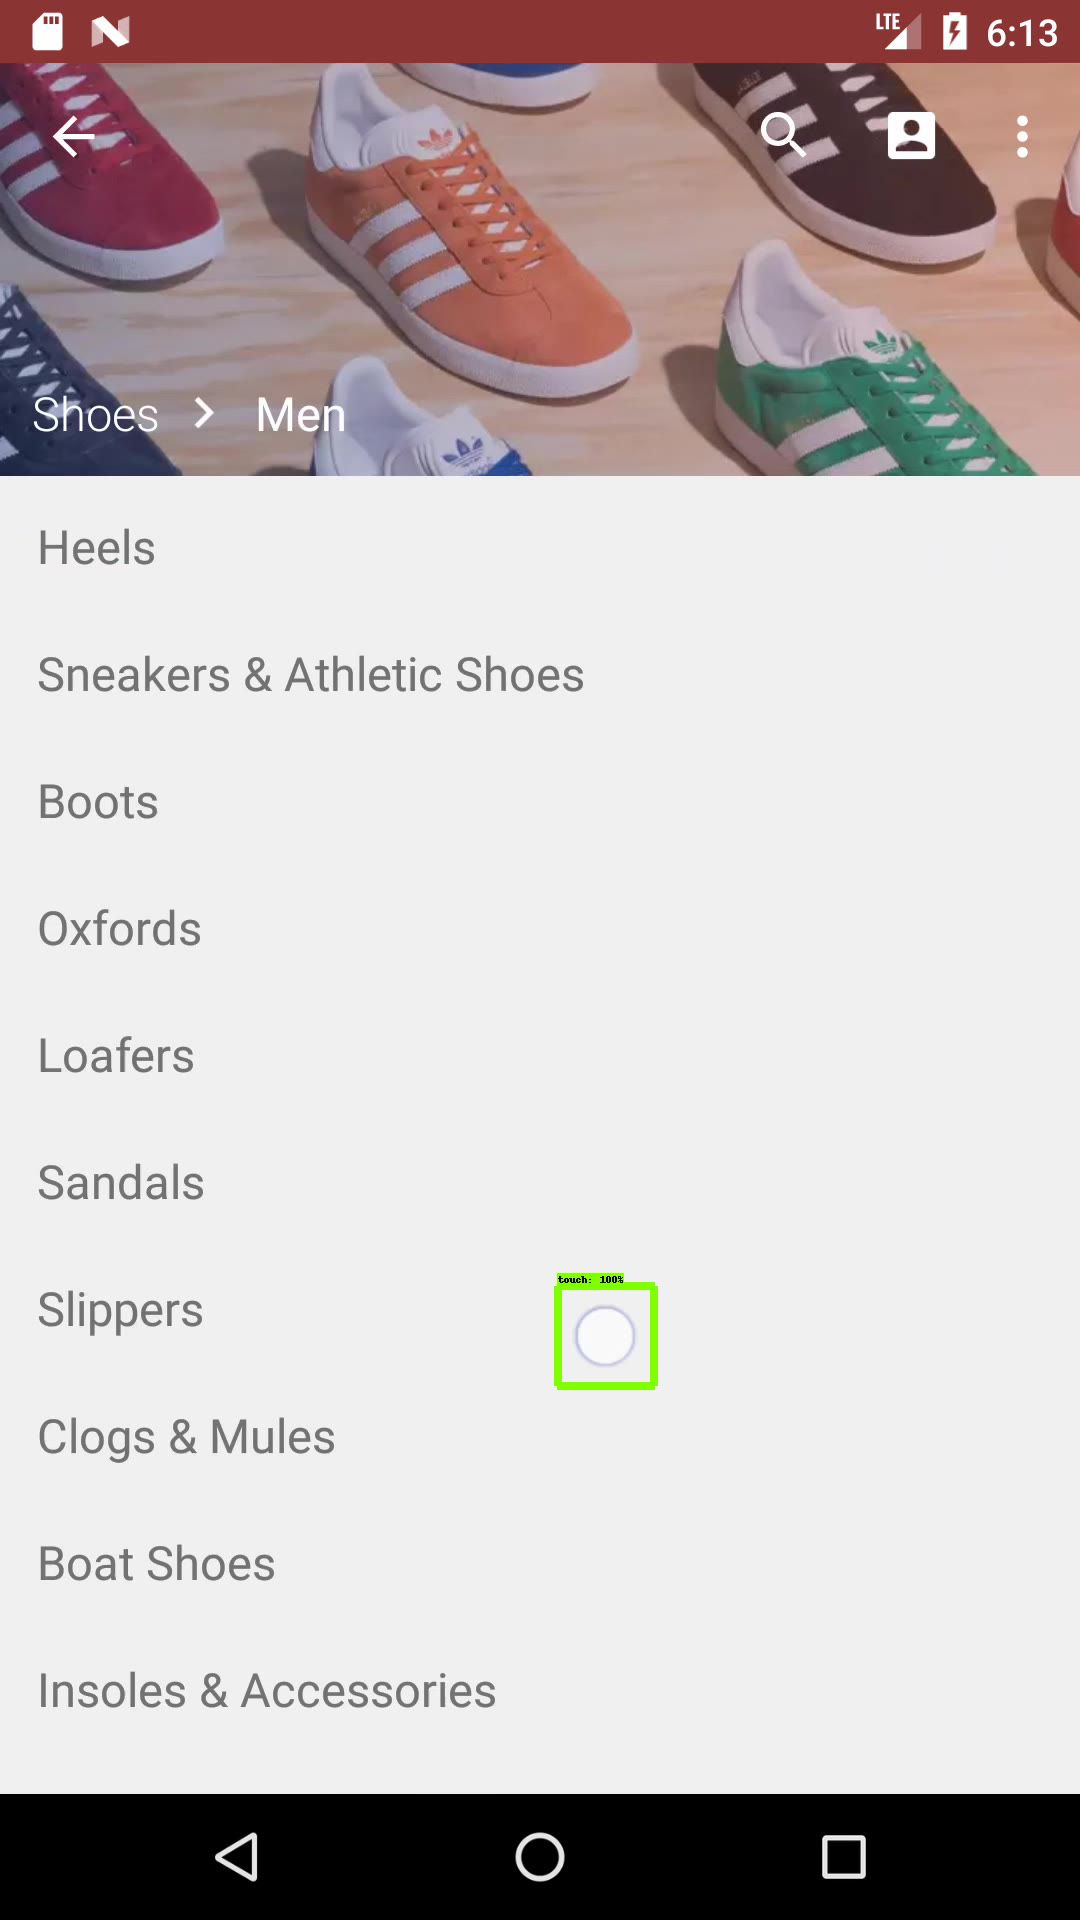 LTE 6:13
Shoes > Men
Heels
Sneakers & Athletic Shoes
Boots
Oxfords
Loafers
Sandals
touch: 100%
Slippers
Clogs & Mules
Boat Shoes
Insoles & Accessories